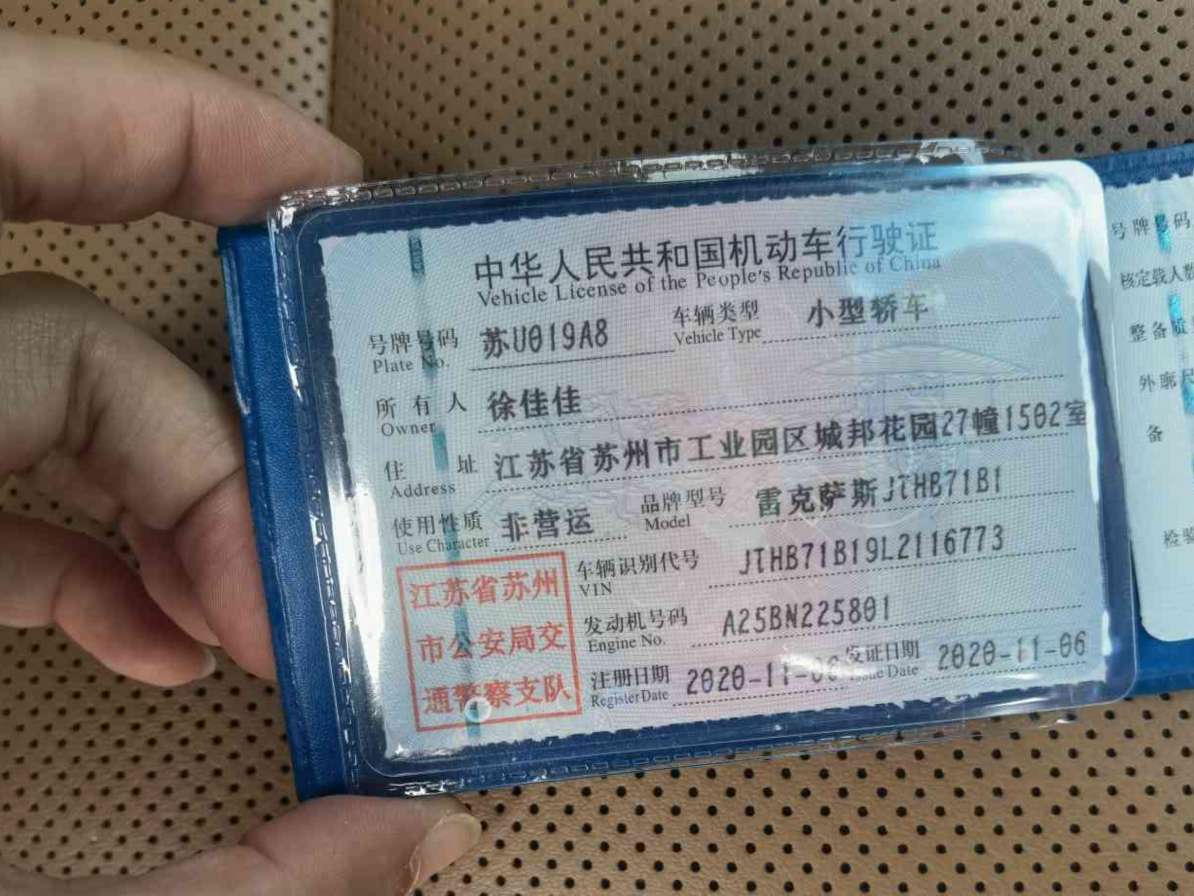 中华人民共和国机动车行驶证
Vehicle License of the People's Republic of China
号牌号码 苏U019A8 车辆类型 小型轿车
Plate No. Vehicle Type
所有人 徐佳佳
Owner
住址 江苏省苏州市工业园区城邦花园27幢1502室
Address
使用性质 非营运 品牌型号 雷克萨斯JTHB71B1
Use Character Model
江苏省苏州
市公安局交
通警察支队
车辆识别代号 JTHB71B19L2116773
VIN
发动机号码 A25BN225801
Engine No.
注册日期 2020-11-06 发证日期 2020-11-06
Register Date Issue Date
号牌号码
核定载人数
整备质
外廓尺
备
检验